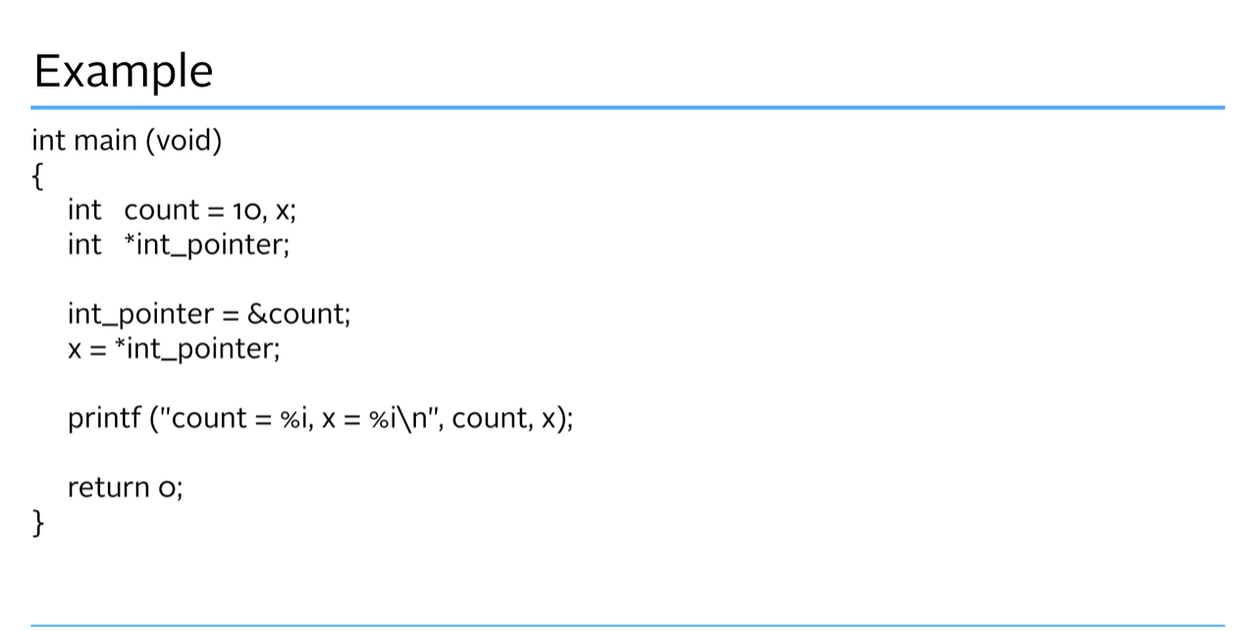 Example
int main (void)
{
int count = 10, x;
int *int_pointer;
int_pointer = &count;
x = *int_pointer;
printf ("count = %i, x = %i\n", count, x);
return 0;
}